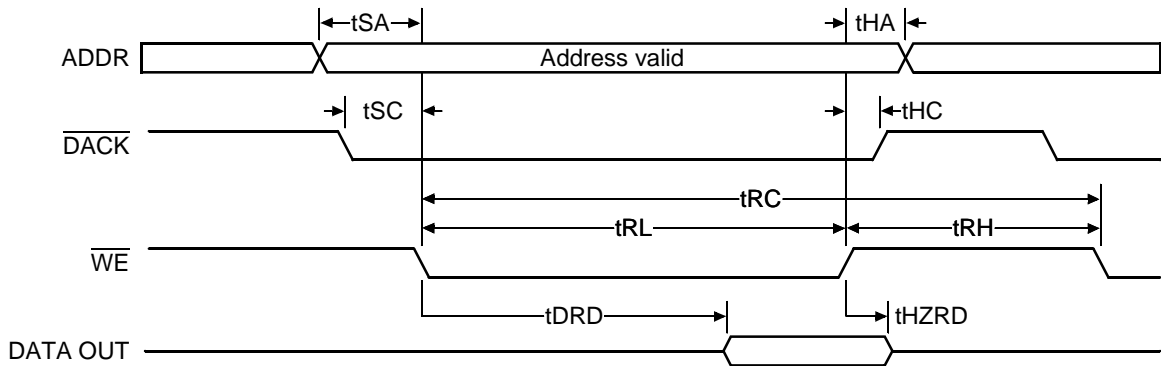 tSA
tHA
ADDR
Address valid
tSC
tHC
DACK
tRC
tRL
tRH
WE
tDRD
tHZRD
DATA OUT